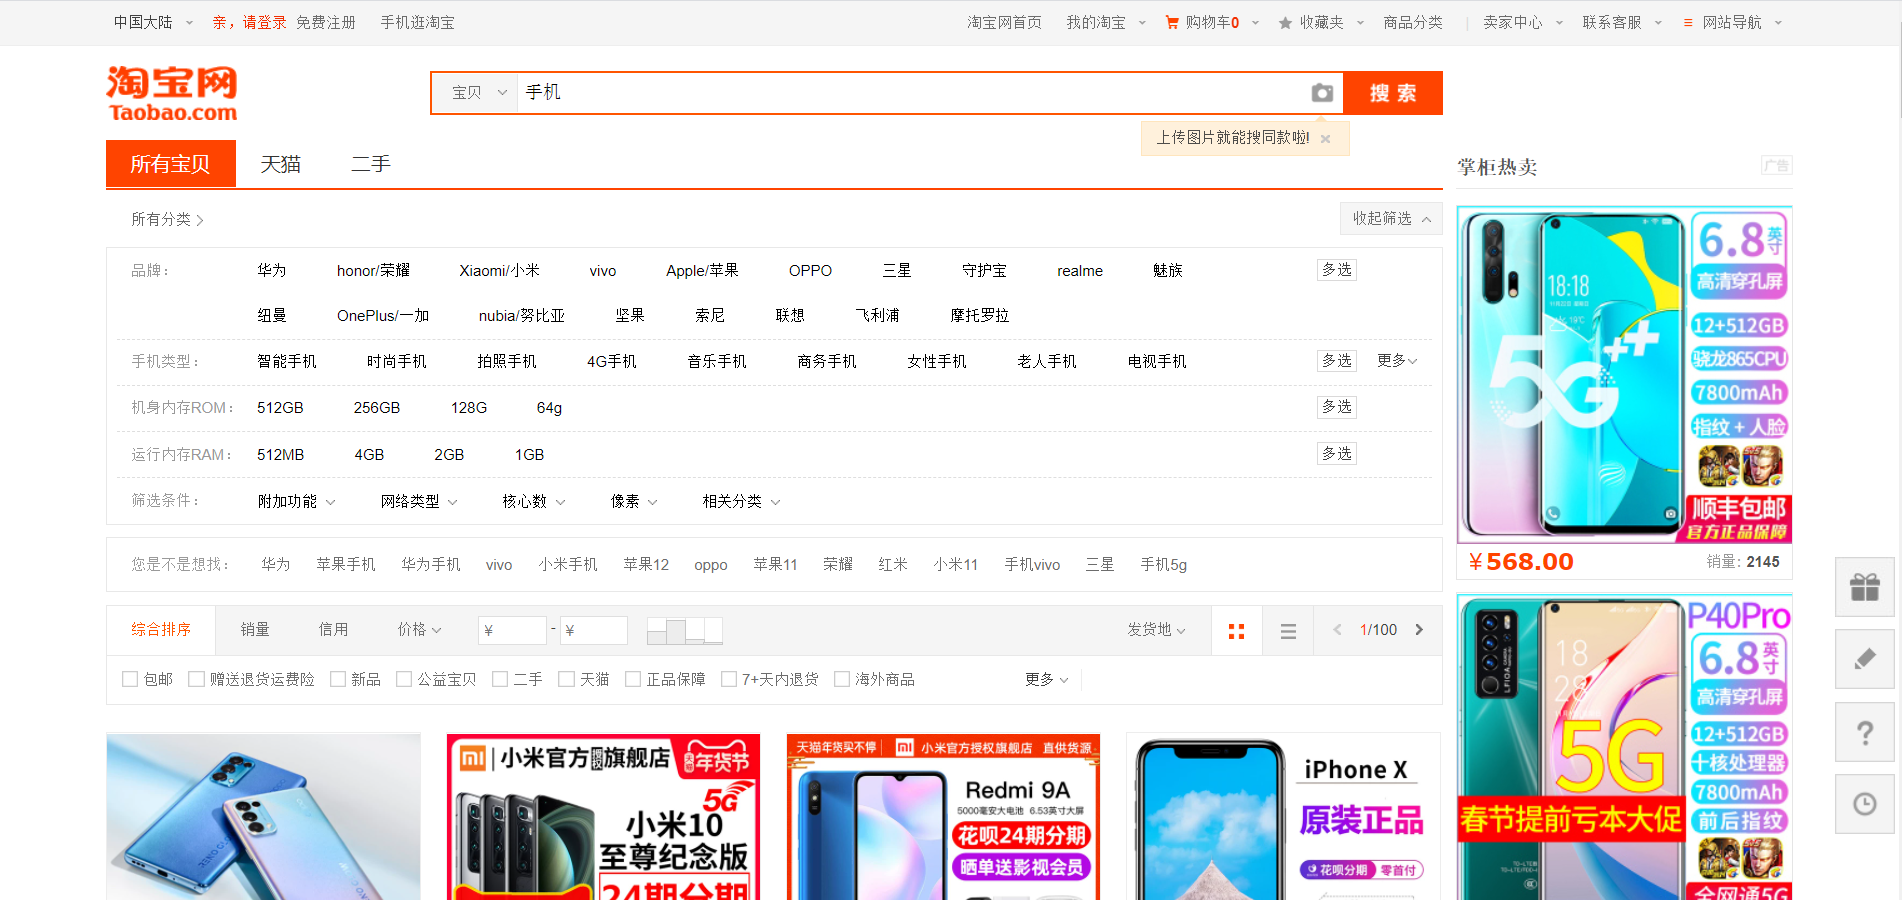 中国大陆 亲，请登录 免费注册 手机逛淘宝 淘宝网首页 我的淘宝 购物车0 收藏夹 商品分类 卖家中心 联系客服 网站导航
淘宝网
Taobao.com
宝贝 手机 搜 索
上传图片就能搜同款啦!
所有宝贝 天猫 二手
掌柜热卖 广告
所有分类 收起筛选
品牌： 华为 honor/荣耀 Xiaomi/小米 vivo Apple/苹果 OPPO 三星 守护宝 realme 魅族 多选
纽曼 OnePlus/一加 nubia/努比亚 坚果 索尼 联想 飞利浦 摩托罗拉
手机类型： 智能手机 时尚手机 拍照手机 4G手机 音乐手机 商务手机 女性手机 老人手机 电视手机 多选 更多
机身内存ROM： 512GB 256GB 128G 64g 多选
运行内存RAM： 512MB 4GB 2GB 1GB 多选
筛选条件： 附加功能 网络类型 核心数 像素 相关分类
您是不是想找： 华为 苹果手机 华为手机 vivo 小米手机 苹果12 oppo 苹果11 荣耀 红米 小米11 手机vivo 三星 手机5g
综合排序 销量 信用 价格 ¥ - ¥ 发货地 1/100
包邮 赠送退货运费险 新品 公益宝贝 二手 天猫 正品保障 7+天内退货 海外商品 更多
小米官方授权旗舰店 年货节
5G
小米10
至尊纪念版
24期分期
天猫年货买不停 小米官方授权旗舰店 直供货源
Redmi 9A
5000毫安大电池 6.53英寸大屏
花呗24期分期
晒单送影视会员
iPhone X
原装正品
花呗分期 零首付
18:18
5G++
6.8英寸
高清穿孔屏
12+512GB
骁龙865CPU
7800mAh
指纹 + 人脸
顺丰包邮
官方正品保障
¥568.00 销量：2145
P40Pro
18
28
5G
6.8英寸
高清穿孔屏
12+512GB
十核处理器
7800mAh
前后指纹
春节提前亏本大促
全网通5G